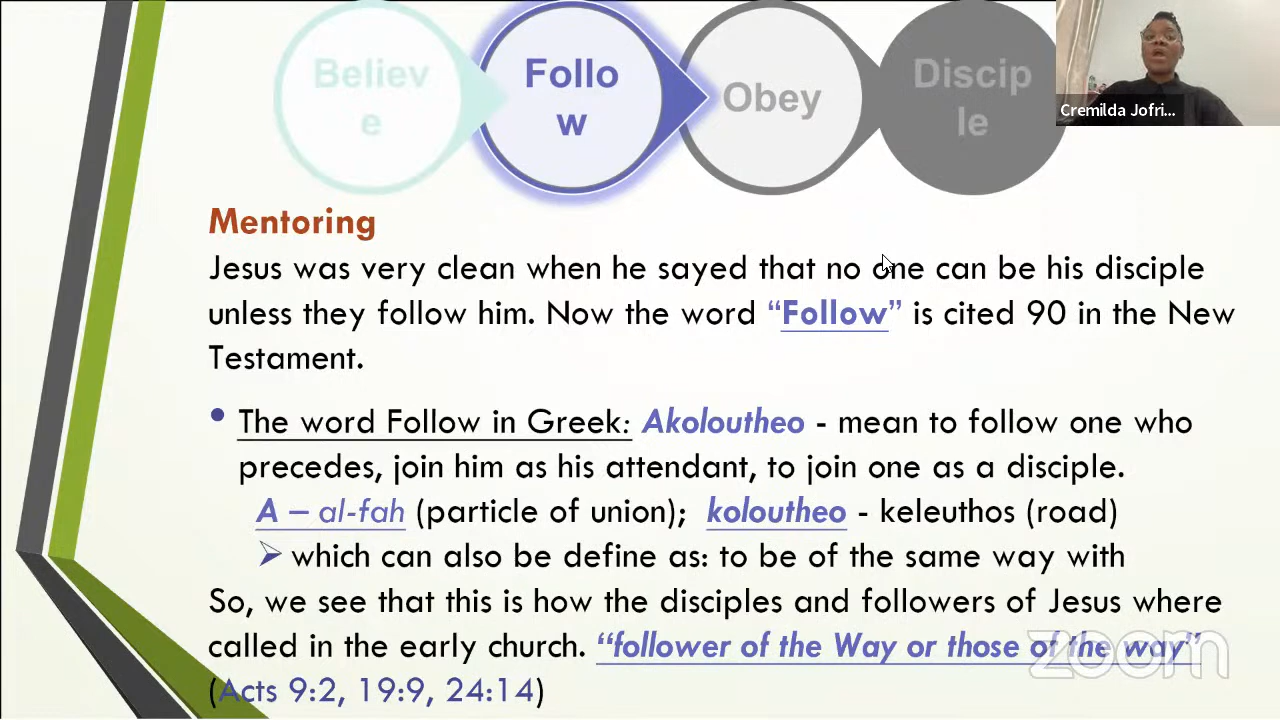 Believ
e
Follo
w
Obey
Discip
le
Cremilda Jofri...
Mentoring
Jesus was very clean when he sayed that no one can be his disciple
unless they follow him. Now the word “Follow” is cited 90 in the New
Testament.
• The word Follow in Greek: Akoloutheo - mean to follow one who
precedes, join him as his attendant, to join one as a disciple.
A – al-fah (particle of union); koloutheo - keleuthos (road)
➢ which can also be define as: to be of the same way with
So, we see that this is how the disciples and followers of Jesus where
called in the early church. “follower of the Way or those of the way”
(Acts 9:2, 19:9, 24:14)
zoom